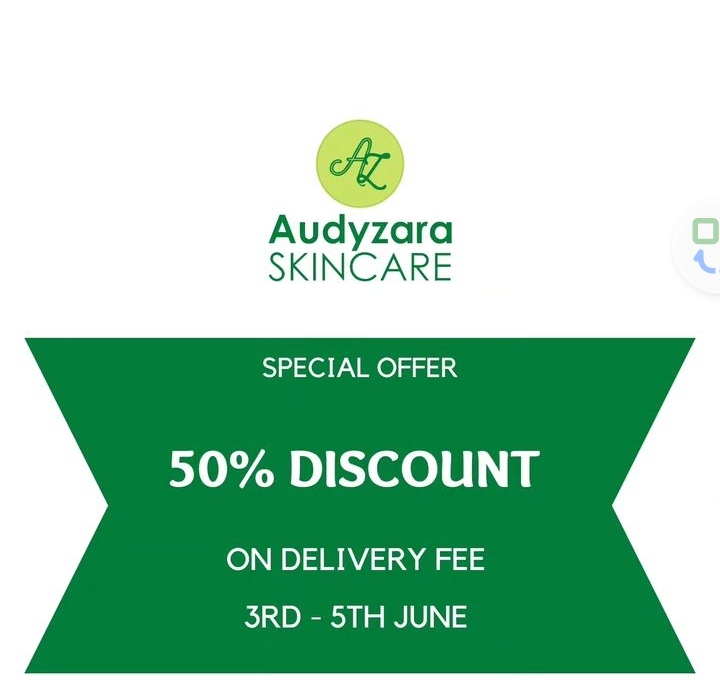 AZ
Audyzara
SKINCARE
SPECIAL OFFER
50% DISCOUNT
ON DELIVERY FEE
3RD - 5TH JUNE